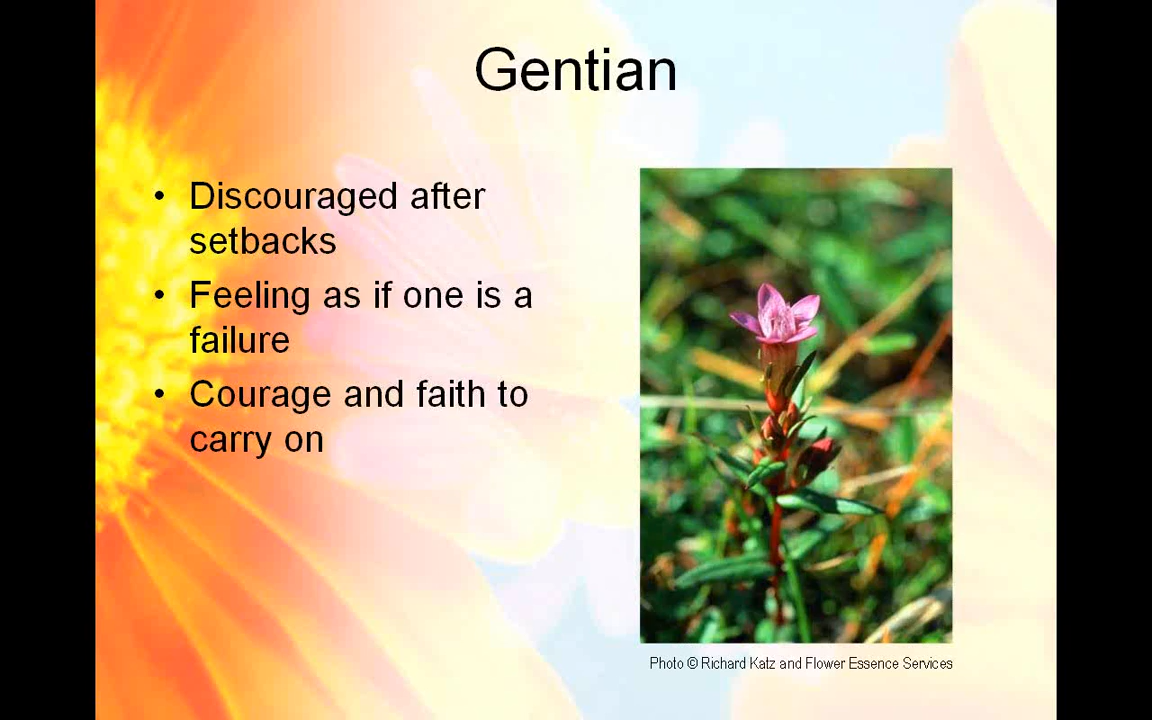 Gentian
• Discouraged after
setbacks
• Feeling as if one is a
failure
• Courage and faith to
carry on
Photo © Richard Katz and Flower Essence Services